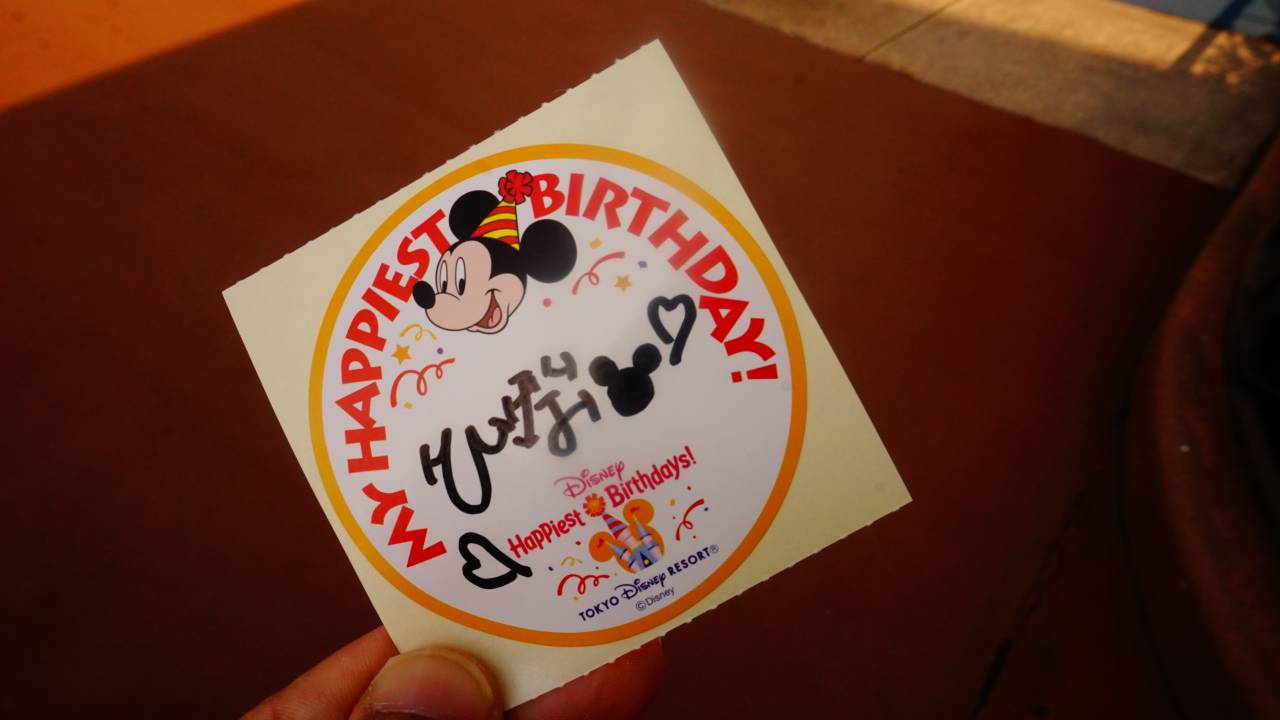 MY HAPPIEST BIRTHDAY!
Disney
Happiest Birthdays!
TOKYO Disney RESORT®
©Disney